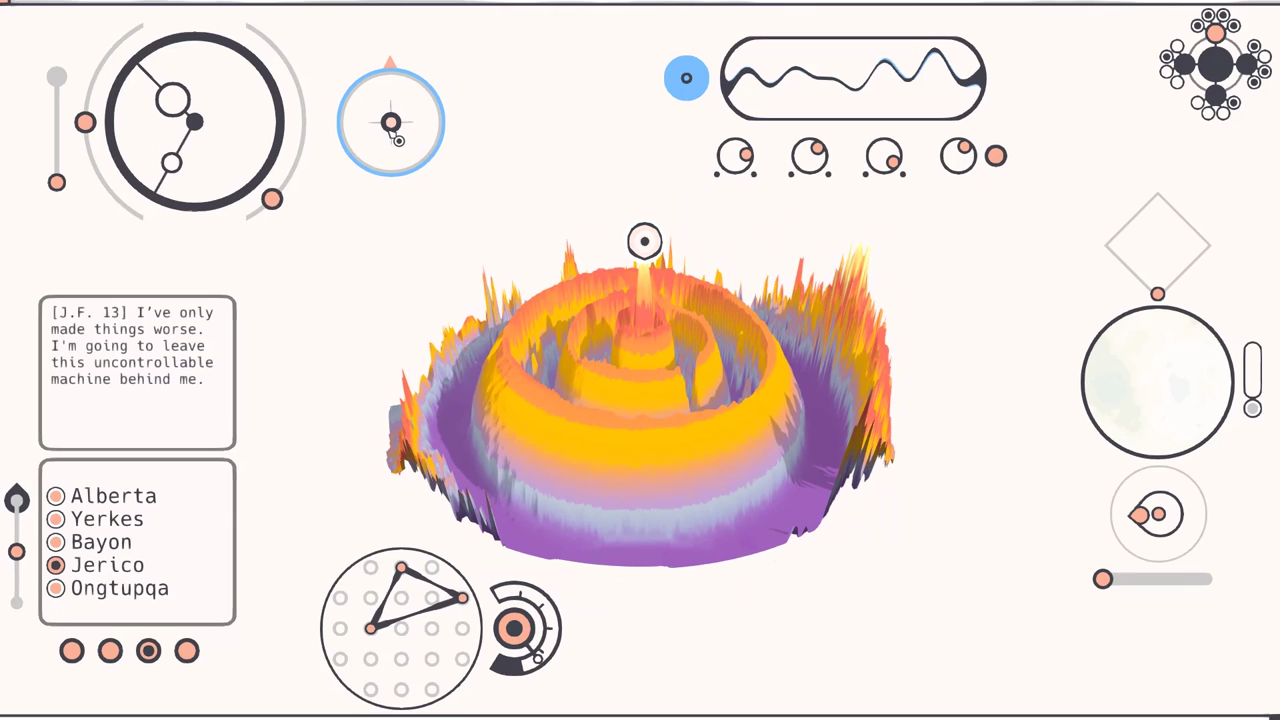 [J.F. 13] I’ve only
made things worse.
I'm going to leave
this uncontrollable
machine behind me.
Alberta
Yerkes
Bayon
Jerico
Ongtupqa